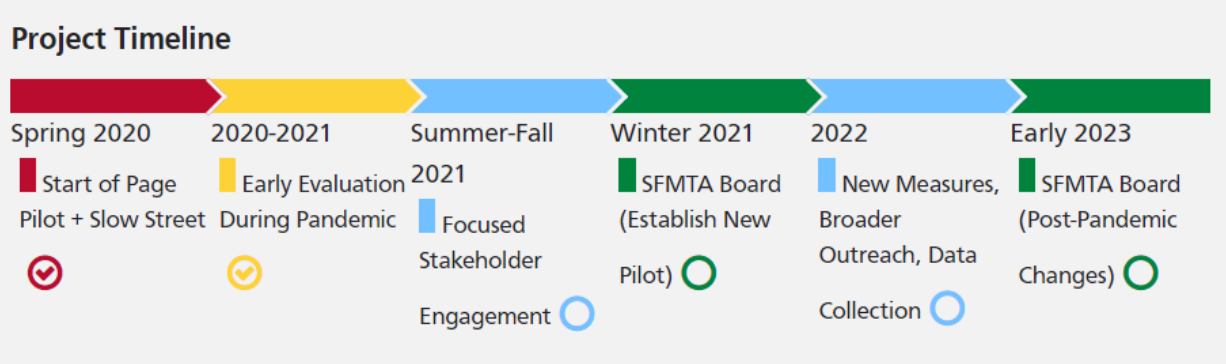 Project Timeline
Spring 2020
Start of Page
Pilot + Slow Street
2020-2021
Early Evaluation
During Pandemic
Summer-Fall
2021
Focused
Stakeholder
Engagement
Winter 2021
SFMTA Board
(Establish New
Pilot)
2022
New Measures,
Broader
Outreach, Data
Collection
Early 2023
SFMTA Board
(Post-Pandemic
Changes)